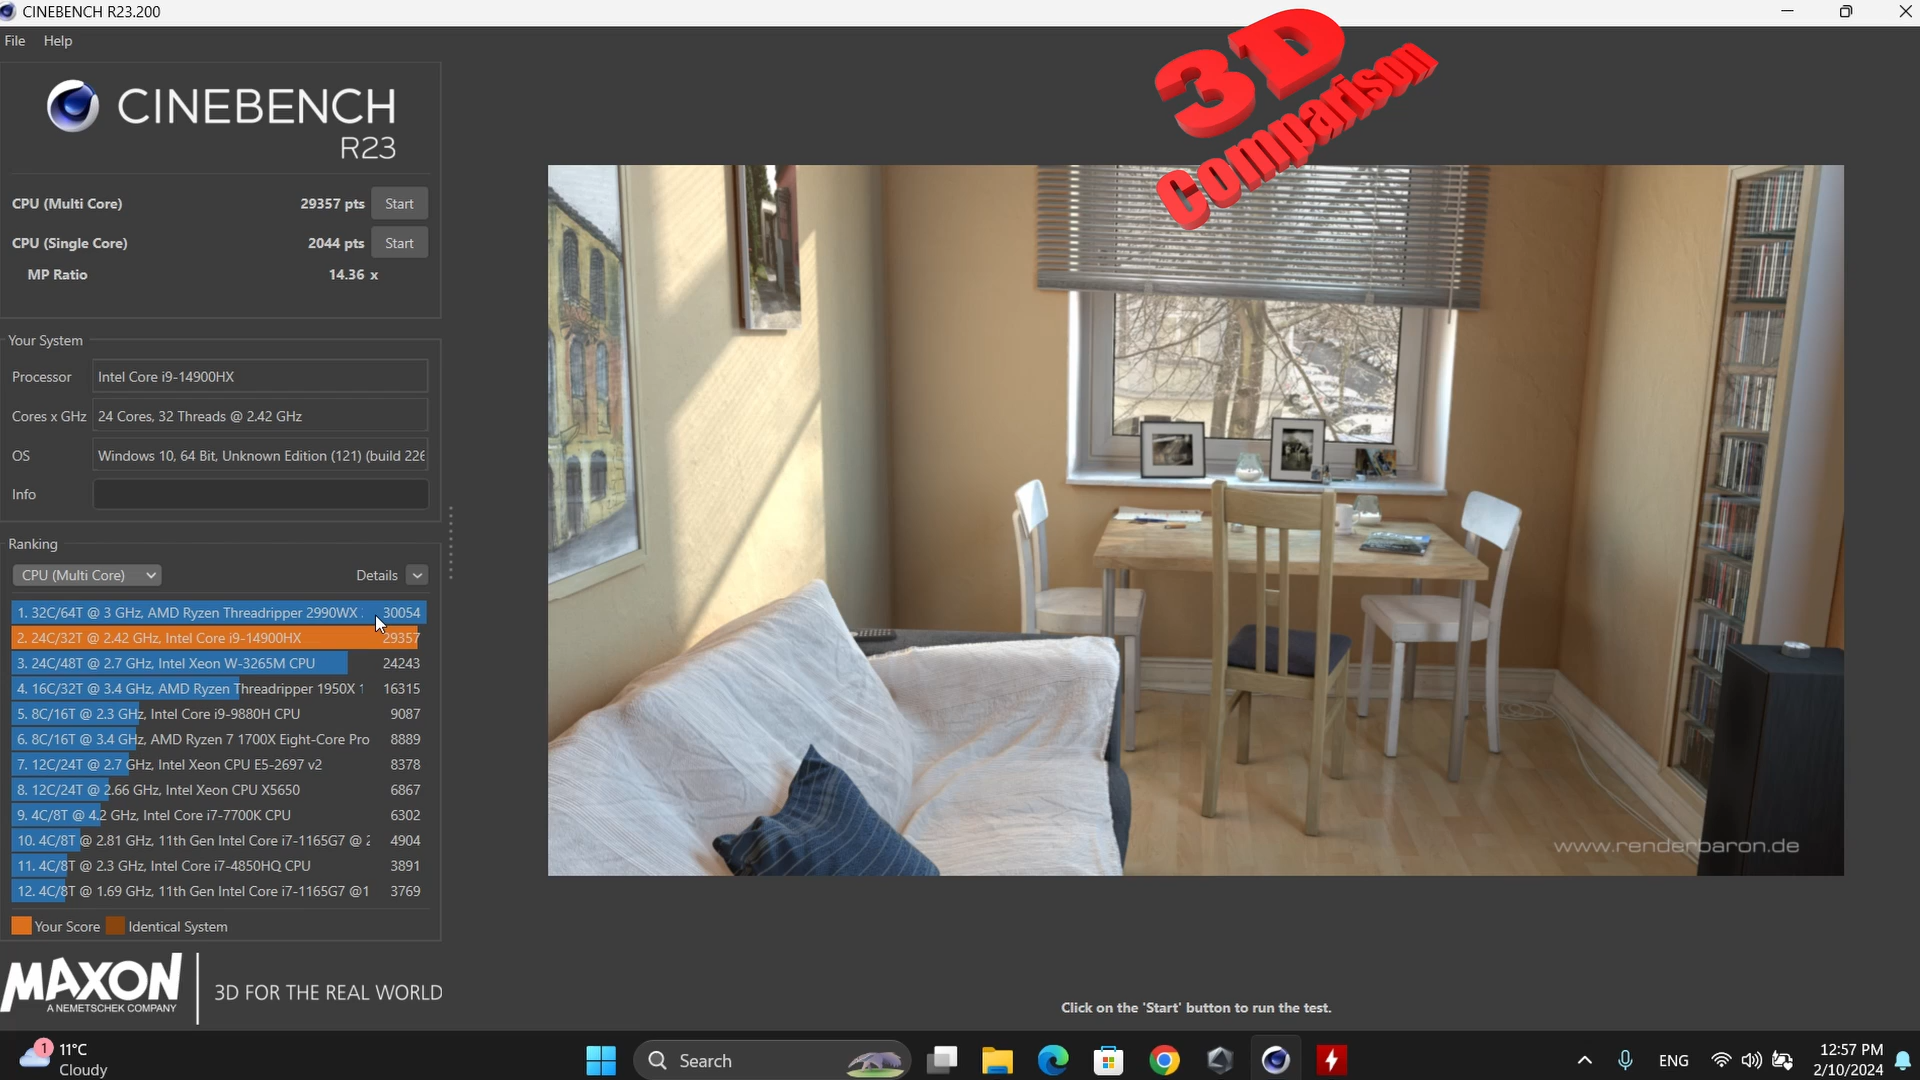 CINEBENCH R23.200
File Help
3D
Comparison
CINEBENCH
R23
CPU (Multi Core) 29357 pts Start
CPU (Single Core) 2044 pts Start
MP Ratio 14.36 x
Your System
Processor Intel Core i9-14900HX
Cores x GHz 24 Cores, 32 Threads @ 2.42 GHz
OS Windows 10, 64 Bit, Unknown Edition (121) (build 226
Info
Ranking
CPU (Multi Core) Details
1. 32C/64T @ 3 GHz, AMD Ryzen Threadripper 2990WX 30054
2. 24C/32T @ 2.42 GHz, Intel Core i9-14900HX 29357
3. 24C/48T @ 2.7 GHz, Intel Xeon W-3265M CPU 24243
4. 16C/32T @ 3.4 GHz, AMD Ryzen Threadripper 1950X 1 16315
5. 8C/16T @ 2.3 GHz, Intel Core i9-9880H CPU 9087
6. 8C/16T @ 3.4 GHz, AMD Ryzen 7 1700X Eight-Core Pro 8889
7. 12C/24T @ 2.7 GHz, Intel Xeon CPU E5-2697 v2 8378
8. 12C/24T @ 2.66 GHz, Intel Xeon CPU X5650 6867
9. 4C/8T @ 4.2 GHz, Intel Core i7-7700K CPU 6302
10. 4C/8T @ 2.81 GHz, 11th Gen Intel Core i7-1165G7 @ 2 4904
11. 4C/8T @ 2.3 GHz, Intel Core i7-4850HQ CPU 3891
12. 4C/8T @ 1.69 GHz, 11th Gen Intel Core i7-1165G7 @1 3769
Your Score Identical System
www.renderbaron.de
MAXON
A NEMETSCHEK COMPANY
3D FOR THE REAL WORLD
Click on the 'Start' button to run the test.
1
11°C
Cloudy
Search
ENG
12:57 PM
2/10/2024